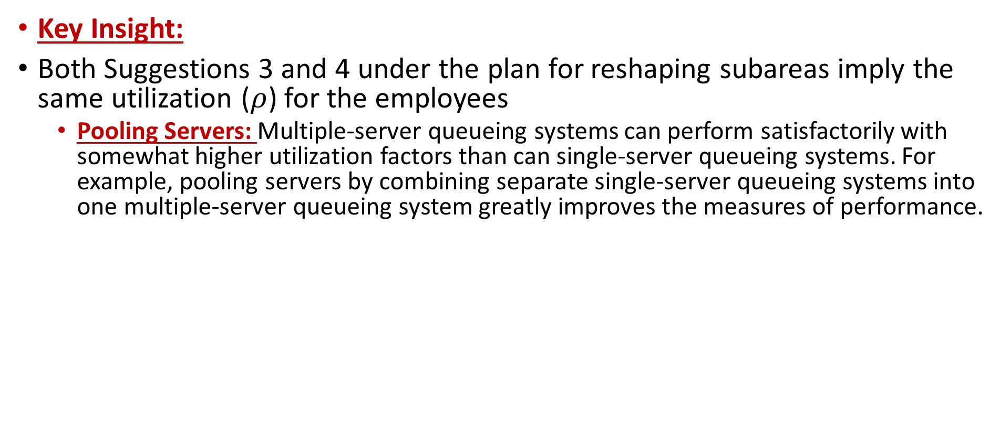 • Key Insight:
• Both Suggestions 3 and 4 under the plan for reshaping subareas imply the
same utilization (ρ) for the employees
• Pooling Servers: Multiple-server queueing systems can perform satisfactorily with
somewhat higher utilization factors than can single-server queueing systems. For
example, pooling servers by combining separate single-server queueing systems into
one multiple-server queueing system greatly improves the measures of performance.